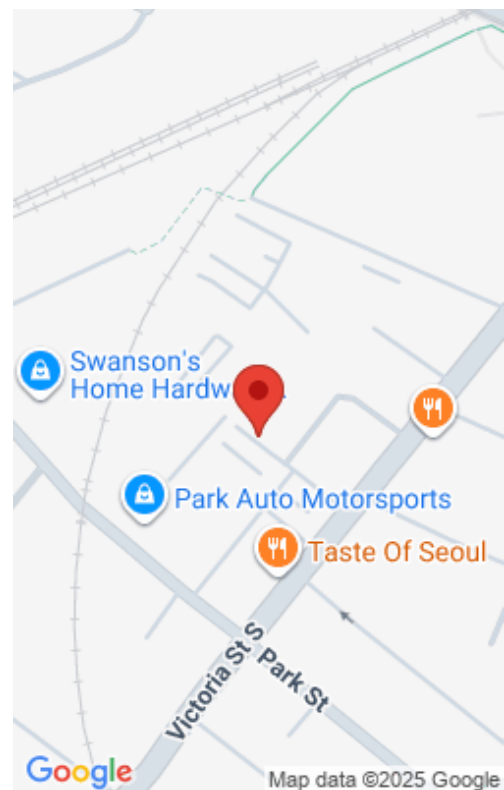 Swanson's
Home Hardw
Park Auto Motorsports
Taste Of Seoul
Victoria St S
Park St
Google
Map data ©2025 Google